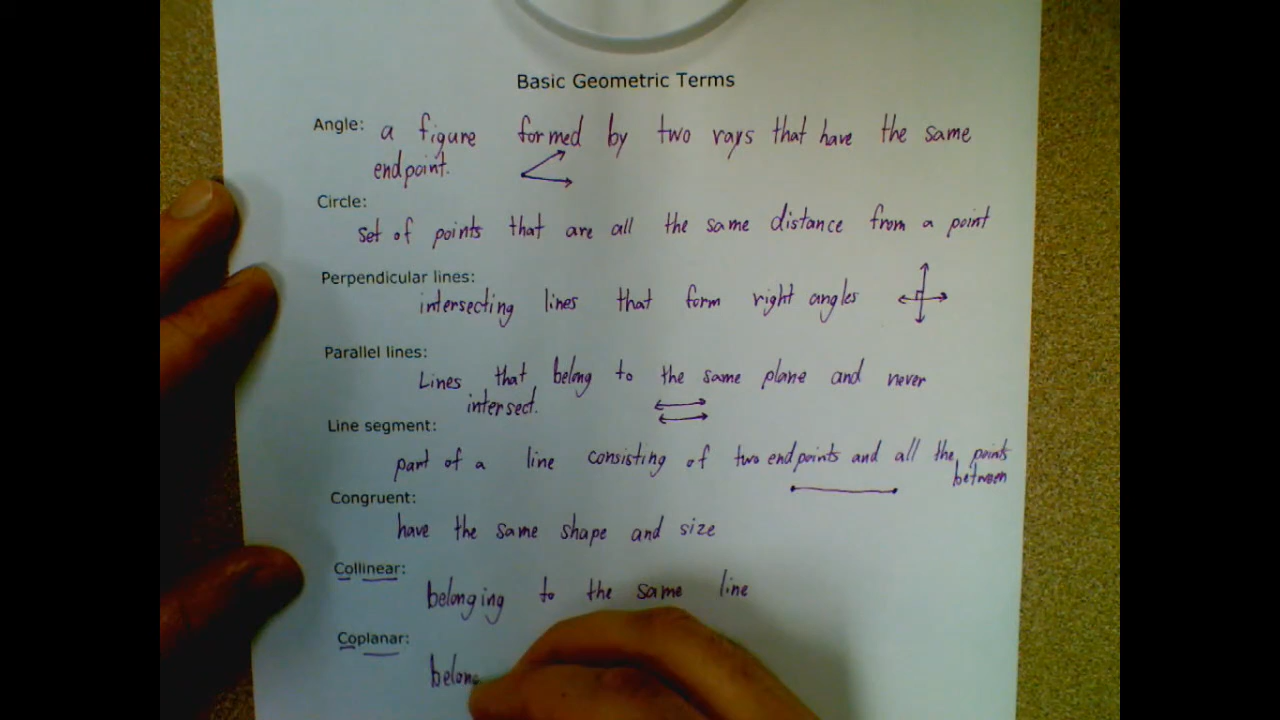 Basic Geometric Terms
Angle: a figure formed by two rays that have the same
endpoint.
Circle:
set of points that are all the same distance from a point
Perpendicular lines:
intersecting lines that form right angles
Parallel lines:
Lines that belong to the same plane and never
intersect.
Line segment:
part of a line consisting of two endpoints and all the points
between
Congruent:
have the same shape and size
Collinear:
belonging to the same line
Coplanar:
belong